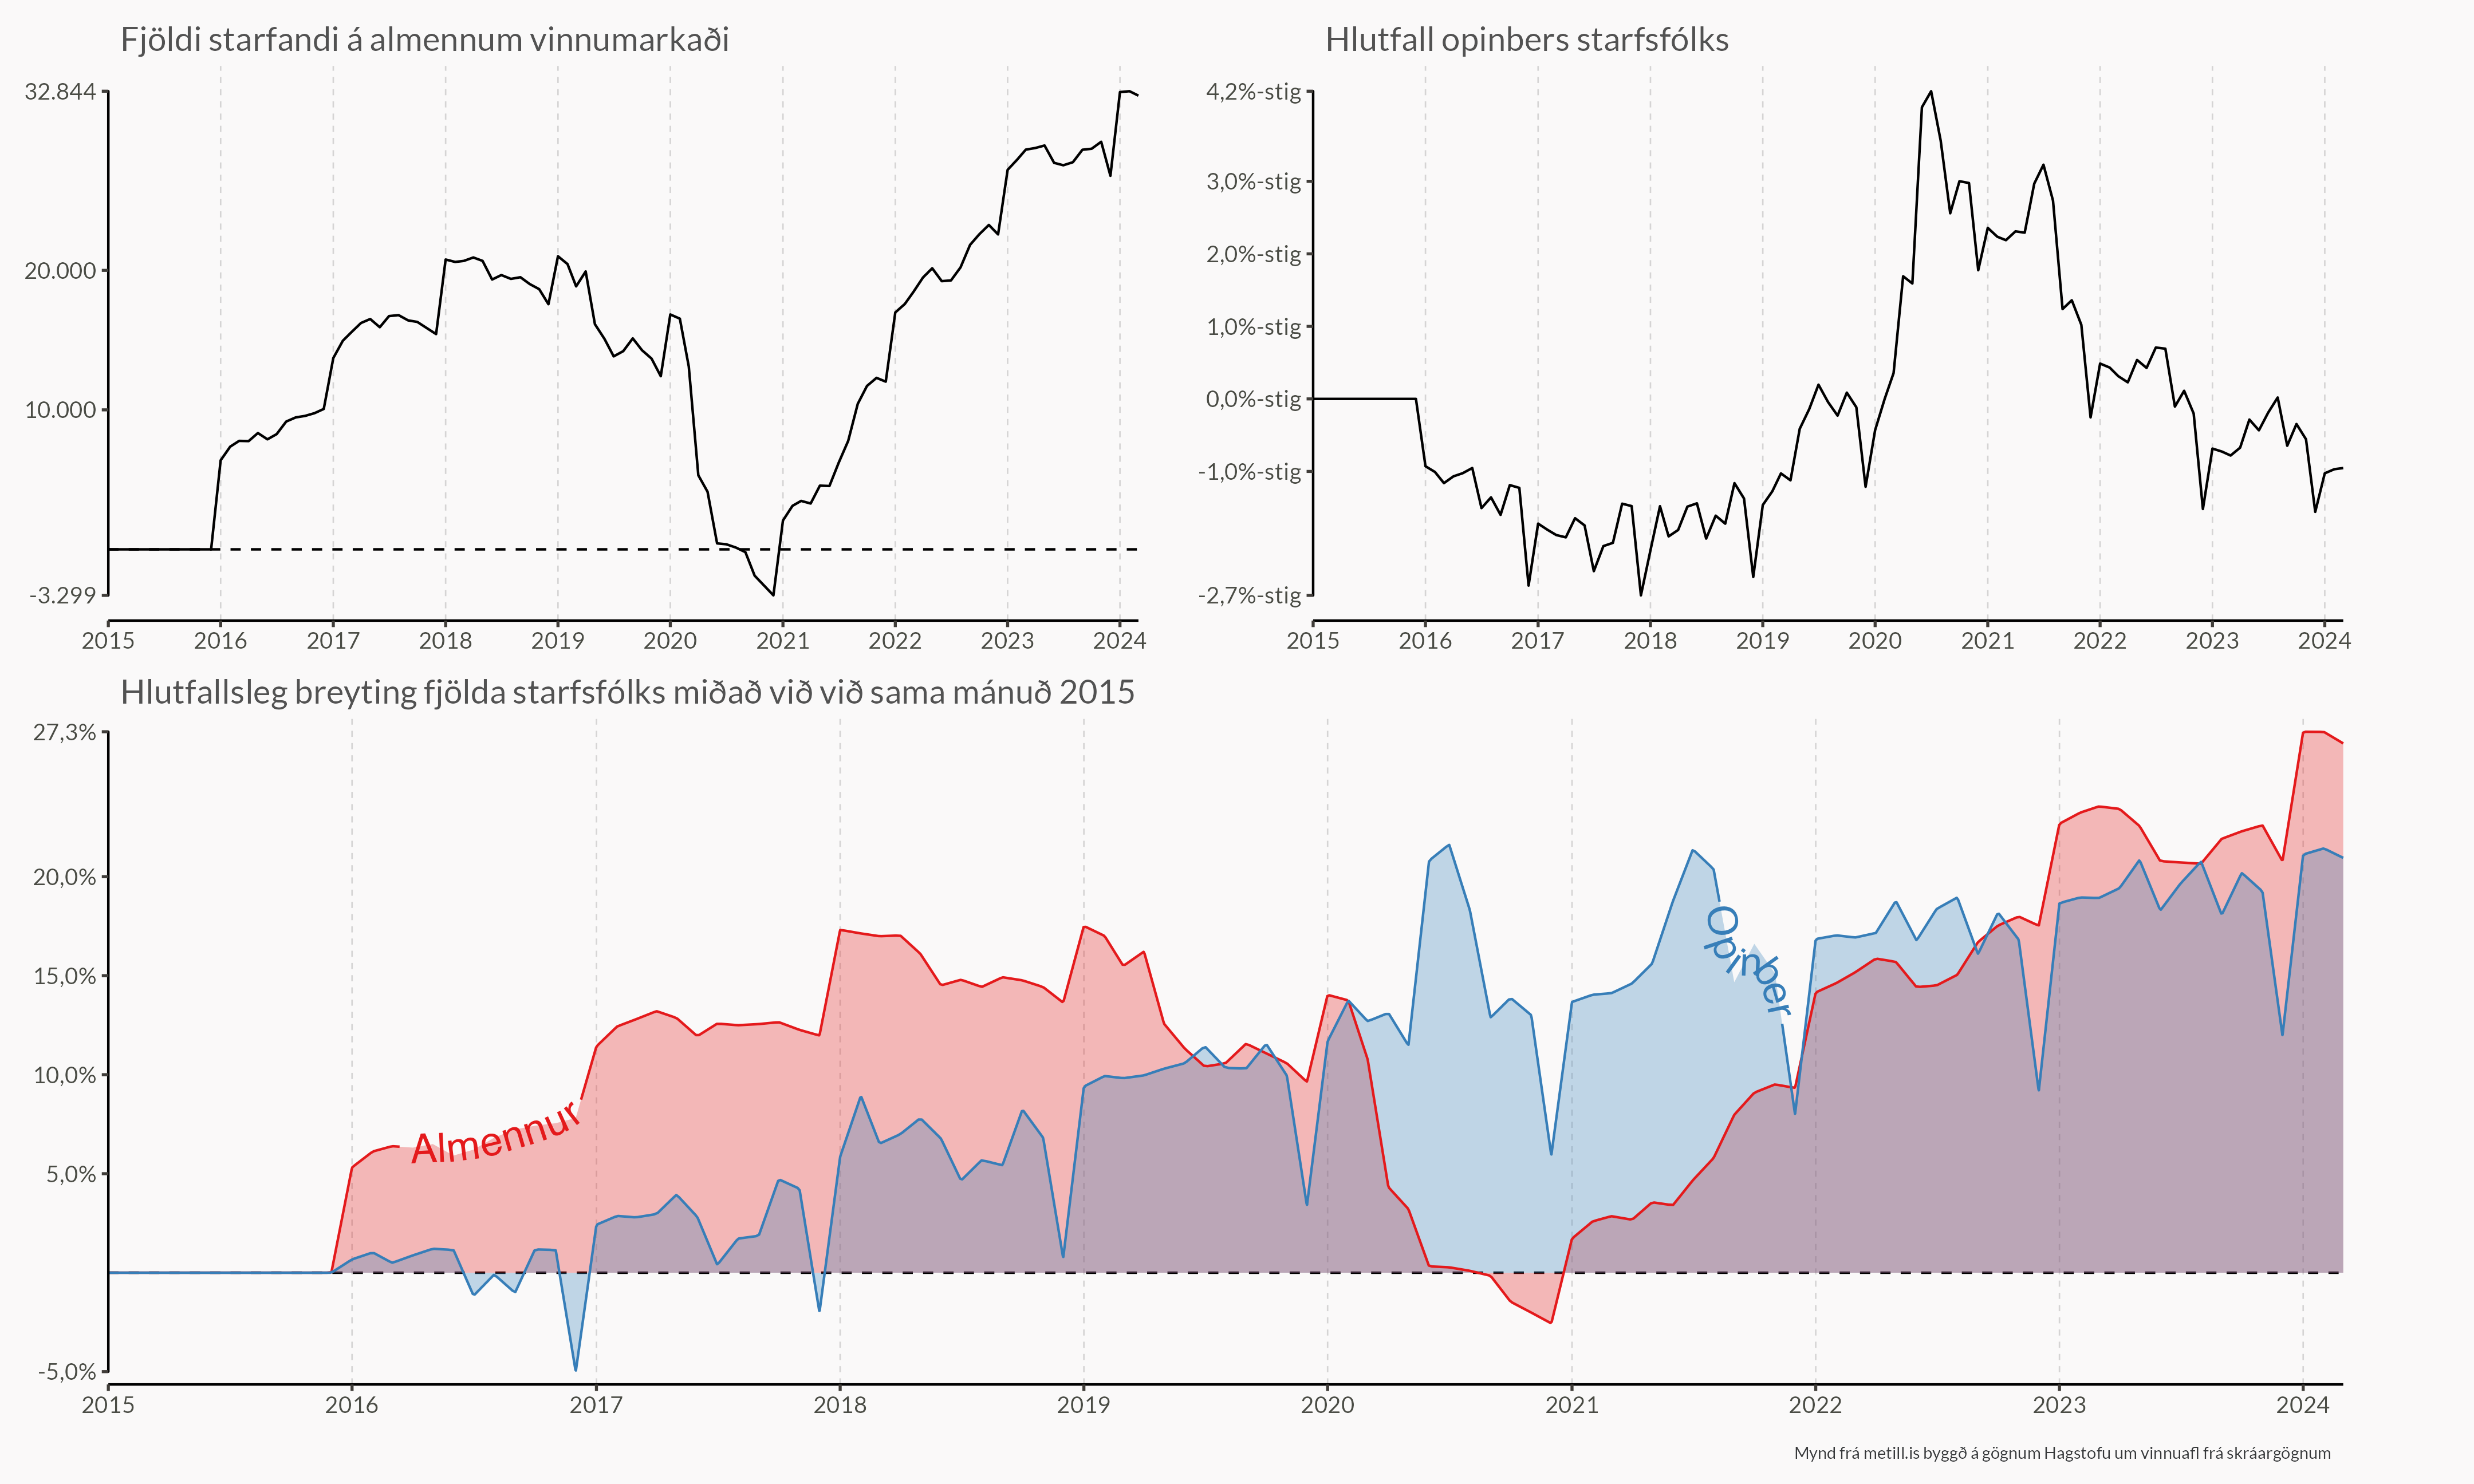 Fjöldi starfandi á almennum vinnumarkaði
32.844
20.000
10.000
-3.299
2015 2016 2017 2018 2019 2020 2021 2022 2023 2024
Hlutfall opinbers starfsfólks
4,2%-stig
3,0%-stig
2,0%-stig
1,0%-stig
0,0%-stig
-1,0%-stig
-2,7%-stig
2015 2016 2017 2018 2019 2020 2021 2022 2023 2024
Hlutfallsleg breyting fjölda starfsfólks miðað við við sama mánuð 2015
27,3%
20,0%
15,0%
10,0%
5,0%
-5,0%
Almennur
Opinber
2015 2016 2017 2018 2019 2020 2021 2022 2023 2024
Mynd frá metill.is byggð á gögnum Hagstofu um vinnuafl frá skráargögnum